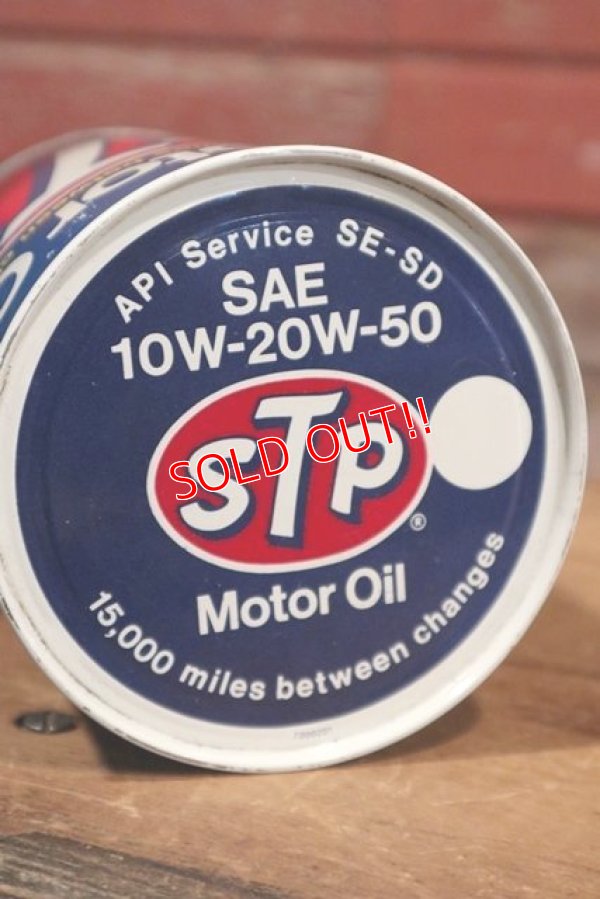 API Service SE-SD
SAE
10W-20W-50
STP
®
SOLD OUT!!
Motor Oil
15,000 miles between changes